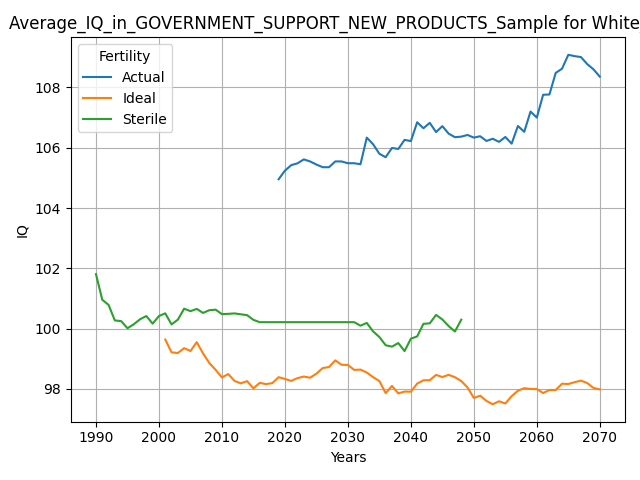 Average_IQ_in_GOVERNMENT_SUPPORT_NEW_PRODUCTS_Sample for White
Fertility
Actual
Ideal
Sterile
108
106
104
102
100
98
IQ
1990 2000 2010 2020 2030 2040 2050 2060 2070
Years